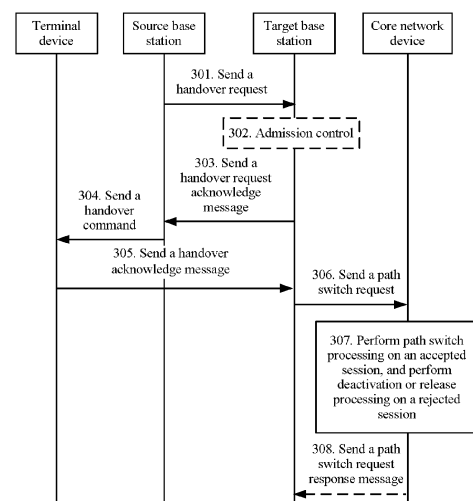 Terminal device
Source base station
Target base station
Core network device
301. Send a
handover request
302. Admission control
303. Send a
handover request
acknowledge
message
304. Send a
handover
command
305. Send a handover
acknowledge message
306. Send a path
switch request
307. Perform path switch
processing on an accepted
session, and perform
deactivation or release
processing on a rejected
session
308. Send a path
switch request
response message